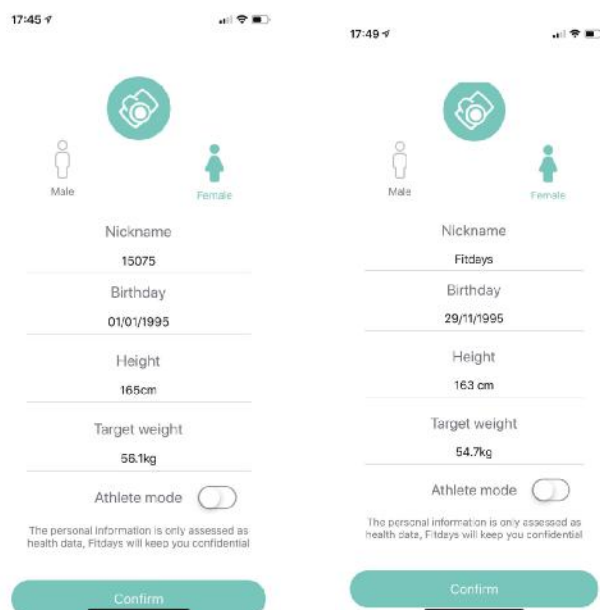 17:45
Male
Female
Nickname
15075
Birthday
01/01/1995
Height
165cm
Target weight
56.1kg
Athlete mode
The personal information is only assessed as
health data, Fitdays will keep you confidential
Confirm
17:49
Male
Female
Nickname
Fitdays
Birthday
29/11/1995
Height
163 cm
Target weight
54.7kg
Athlete mode
The personal information is only assessed as
health data, Fitdays will keep you confidential
Confirm